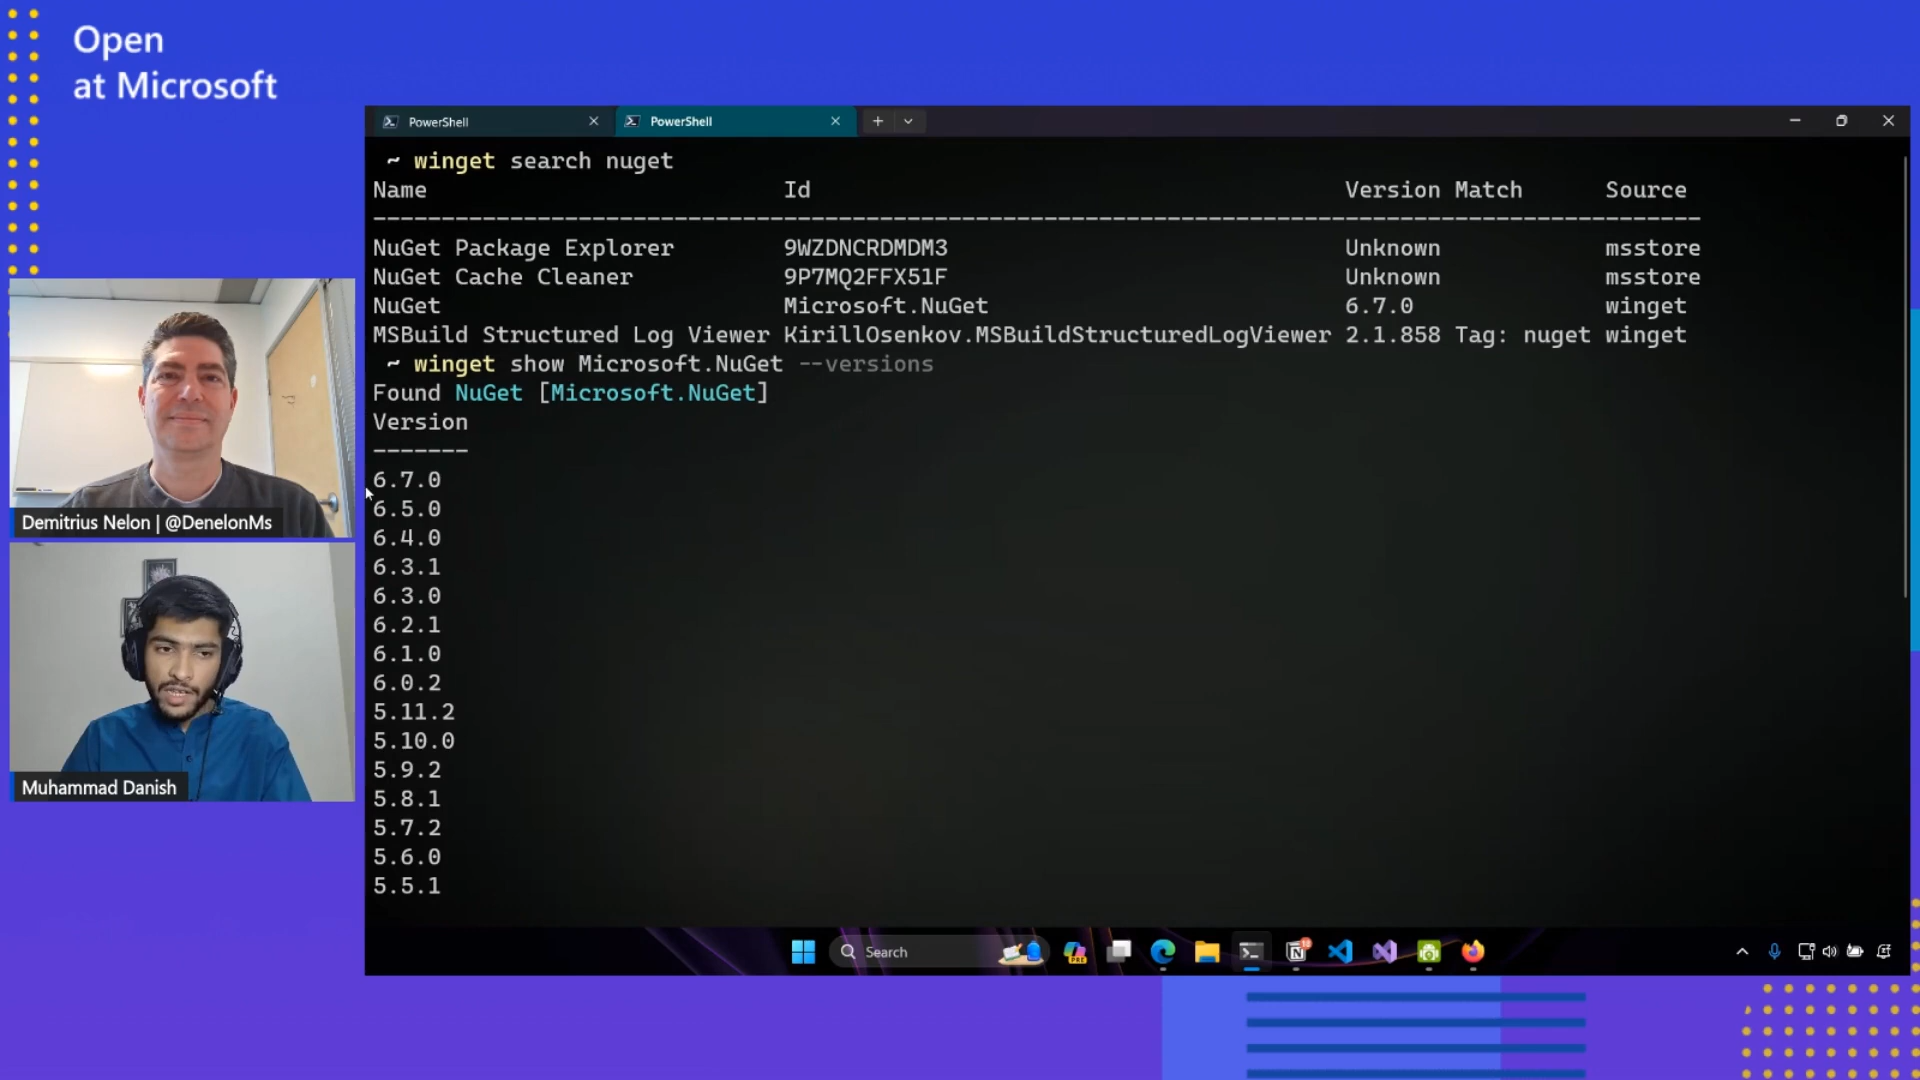 Open
at Microsoft
PowerShell
PowerShell
~ winget search nuget
Name Id Version Match Source
NuGet Package Explorer 9WZDNCRDMDM3 Unknown msstore
NuGet Cache Cleaner 9P7MQ2FFX51F Unknown msstore
NuGet Microsoft.NuGet 6.7.0 winget
MSBuild Structured Log Viewer KirillOsenkov.MSBuildStructuredLogViewer 2.1.858 Tag: nuget winget
~ winget show Microsoft.NuGet --versions
Found NuGet [Microsoft.NuGet]
Version
-------
6.7.0
6.5.0
6.4.0
6.3.1
6.3.0
6.2.1
6.1.0
6.0.2
5.11.2
5.10.0
5.9.2
5.8.1
5.7.2
5.6.0
5.5.1
Demitrius Nelon | @DenelonMs
Muhammad Danish
Search
PRE